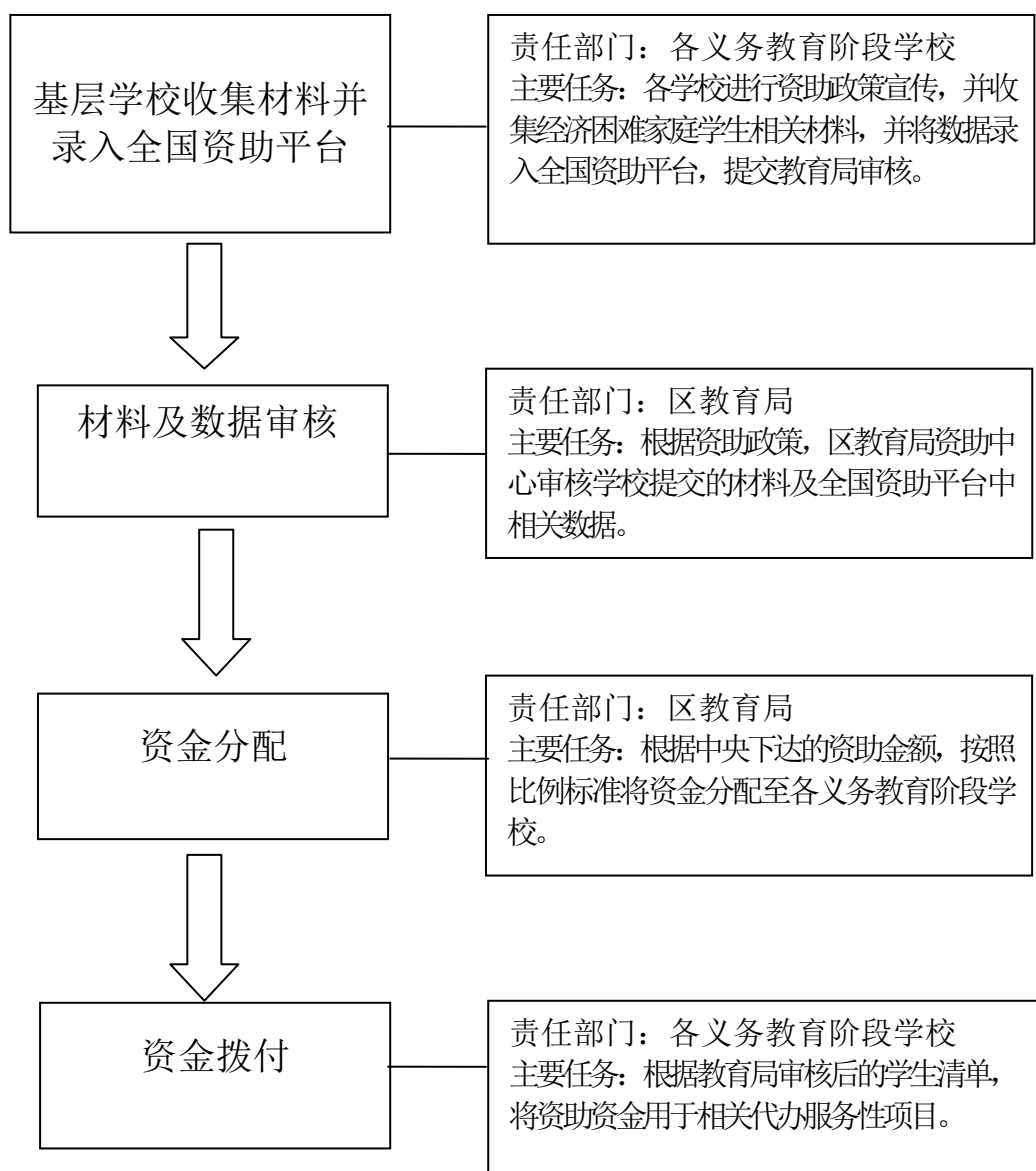 基层学校收集材料并
录入全国资助平台
责任部门：各义务教育阶段学校
主要任务：各学校进行资助政策宣传，并收
集经济困难家庭学生相关材料，并将数据录
入全国资助平台，提交教育局审核。
材料及数据审核
责任部门：区教育局
主要任务：根据资助政策，区教育局资助中
心审核学校提交的材料及全国资助平台中
相关数据。
资金分配
责任部门：区教育局
主要任务：根据中央下达的资助金额，按照
比例标准将资金分配至各义务教育阶段学
校。
资金拨付
责任部门：各义务教育阶段学校
主要任务：根据教育局审核后的学生清单，
将资助资金用于相关代办服务性项目。